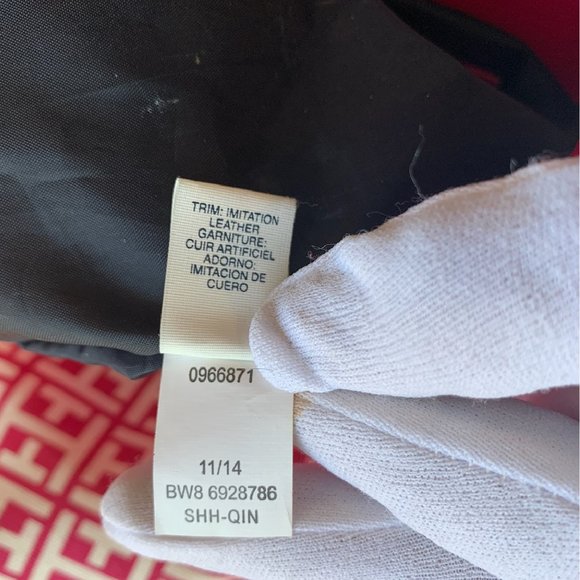 TRIM: IMITATION
LEATHER
GARNITURE:
CUIR ARTIFICIEL
ADORNO:
IMITACION DE
CUERO
0966871
11/14
BW8 6928786
SHH-QIN